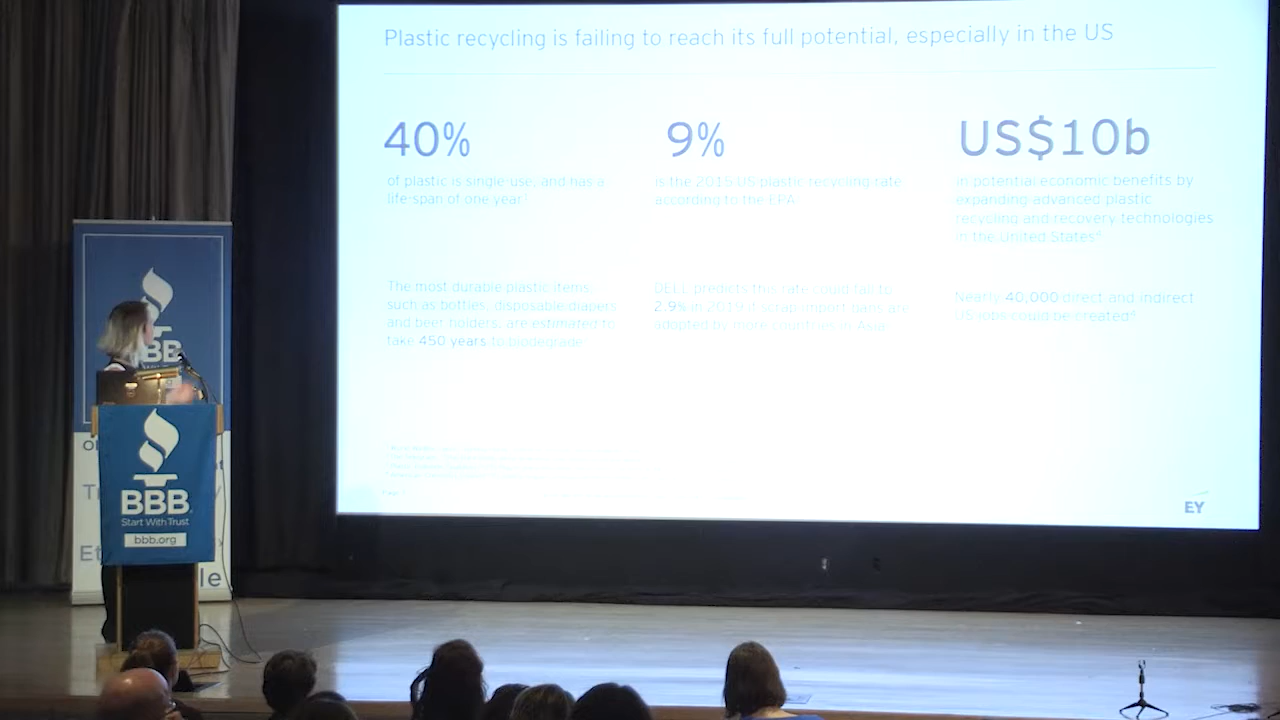 Plastic recycling is failing to reach its full potential, especially in the US
40%
of plastic is single-use, and has a
life-span of one year
9%
is the 2015 US plastic recycling rate
according to the EPA
US$10b
in potential economic benefits by
expanding advanced plastic
recycling and recovery technologies
in the United States⁴
The most durable plastic items,
such as bottles, disposable diapers
and beer holders, are estimated to
take 450 years to biodegrade
predicts this rate could fall to
2.9% in 2019 if scrap import bans are
adopted by more countries in Asia
Nearly 40,000 direct and indirect
US jobs could be created⁴
Page
EY
BBB
BBB
Start With Trust
bbb.org